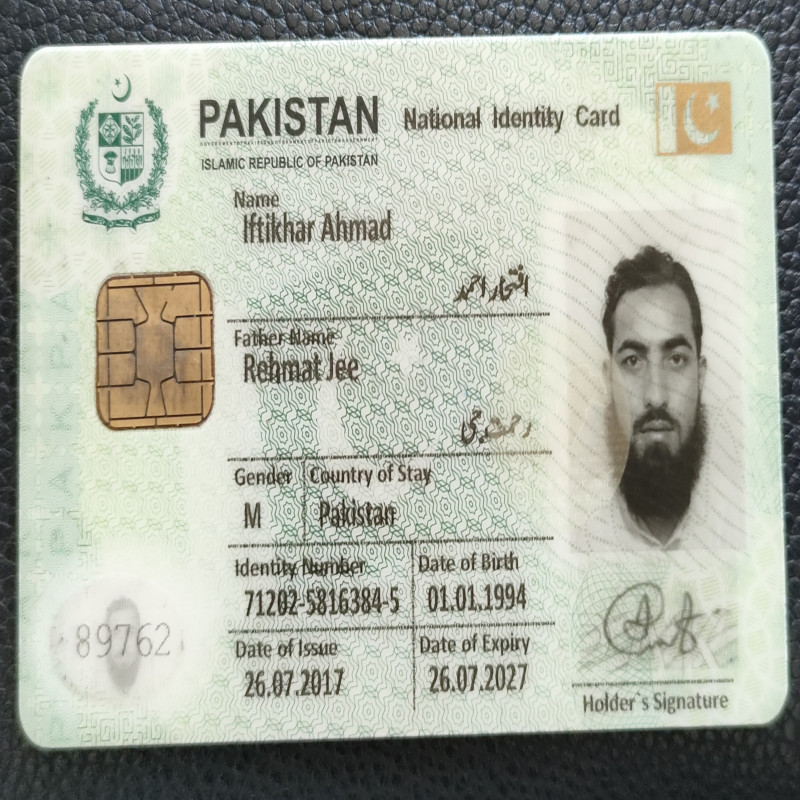 PAKISTAN National Identity Card
ISLAMIC REPUBLIC OF PAKISTAN
Name
Iftikhar Ahmad
افتخار احمد
Father Name
Rehmat Jee
رحمت جی
Gender Country of Stay
M Pakistan
Identity Number Date of Birth
71202-5816384-5 01.01.1994
89762
Date of Issue Date of Expiry
26.07.2017 26.07.2027
Holder`s Signature